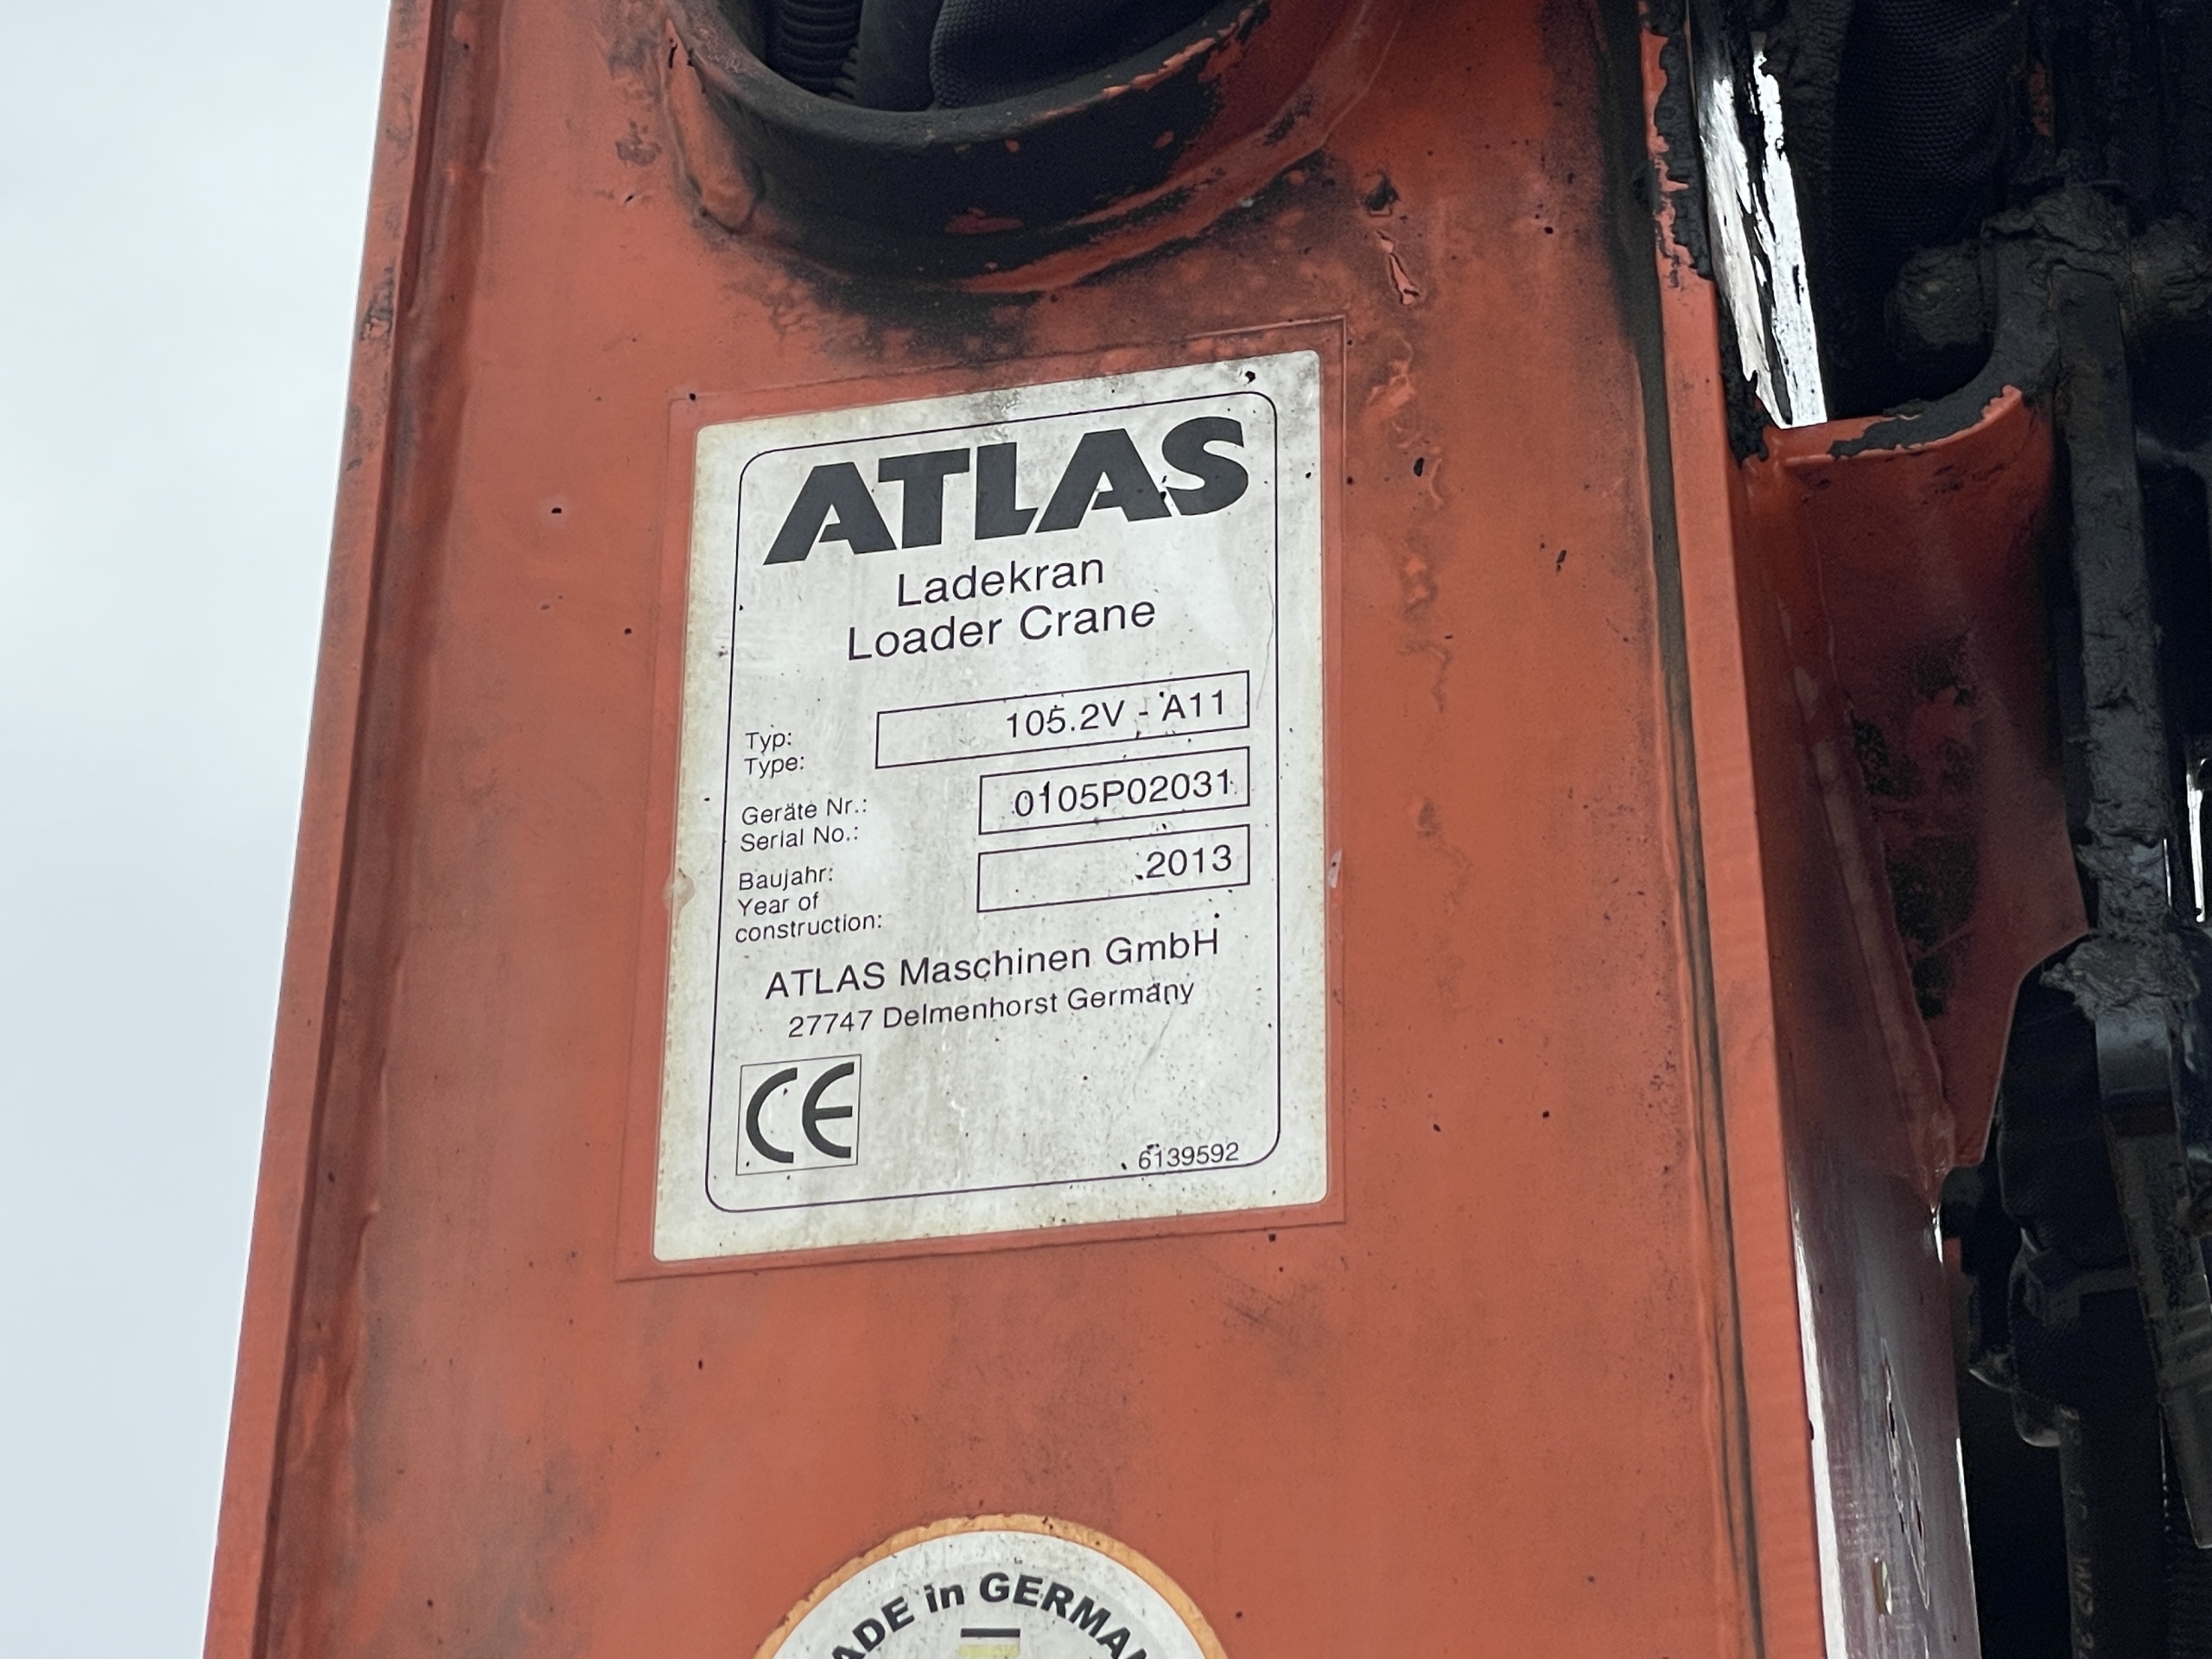 ATLAS
Ladekran
Loader Crane
Typ:
Type:
105.2V - A11
Geräte Nr.:
Serial No.:
0105P02031
Baujahr:
Year of
construction:
2013
ATLAS Maschinen GmbH
27747 Delmenhorst Germany
CE
6139592
ADE in GERMA